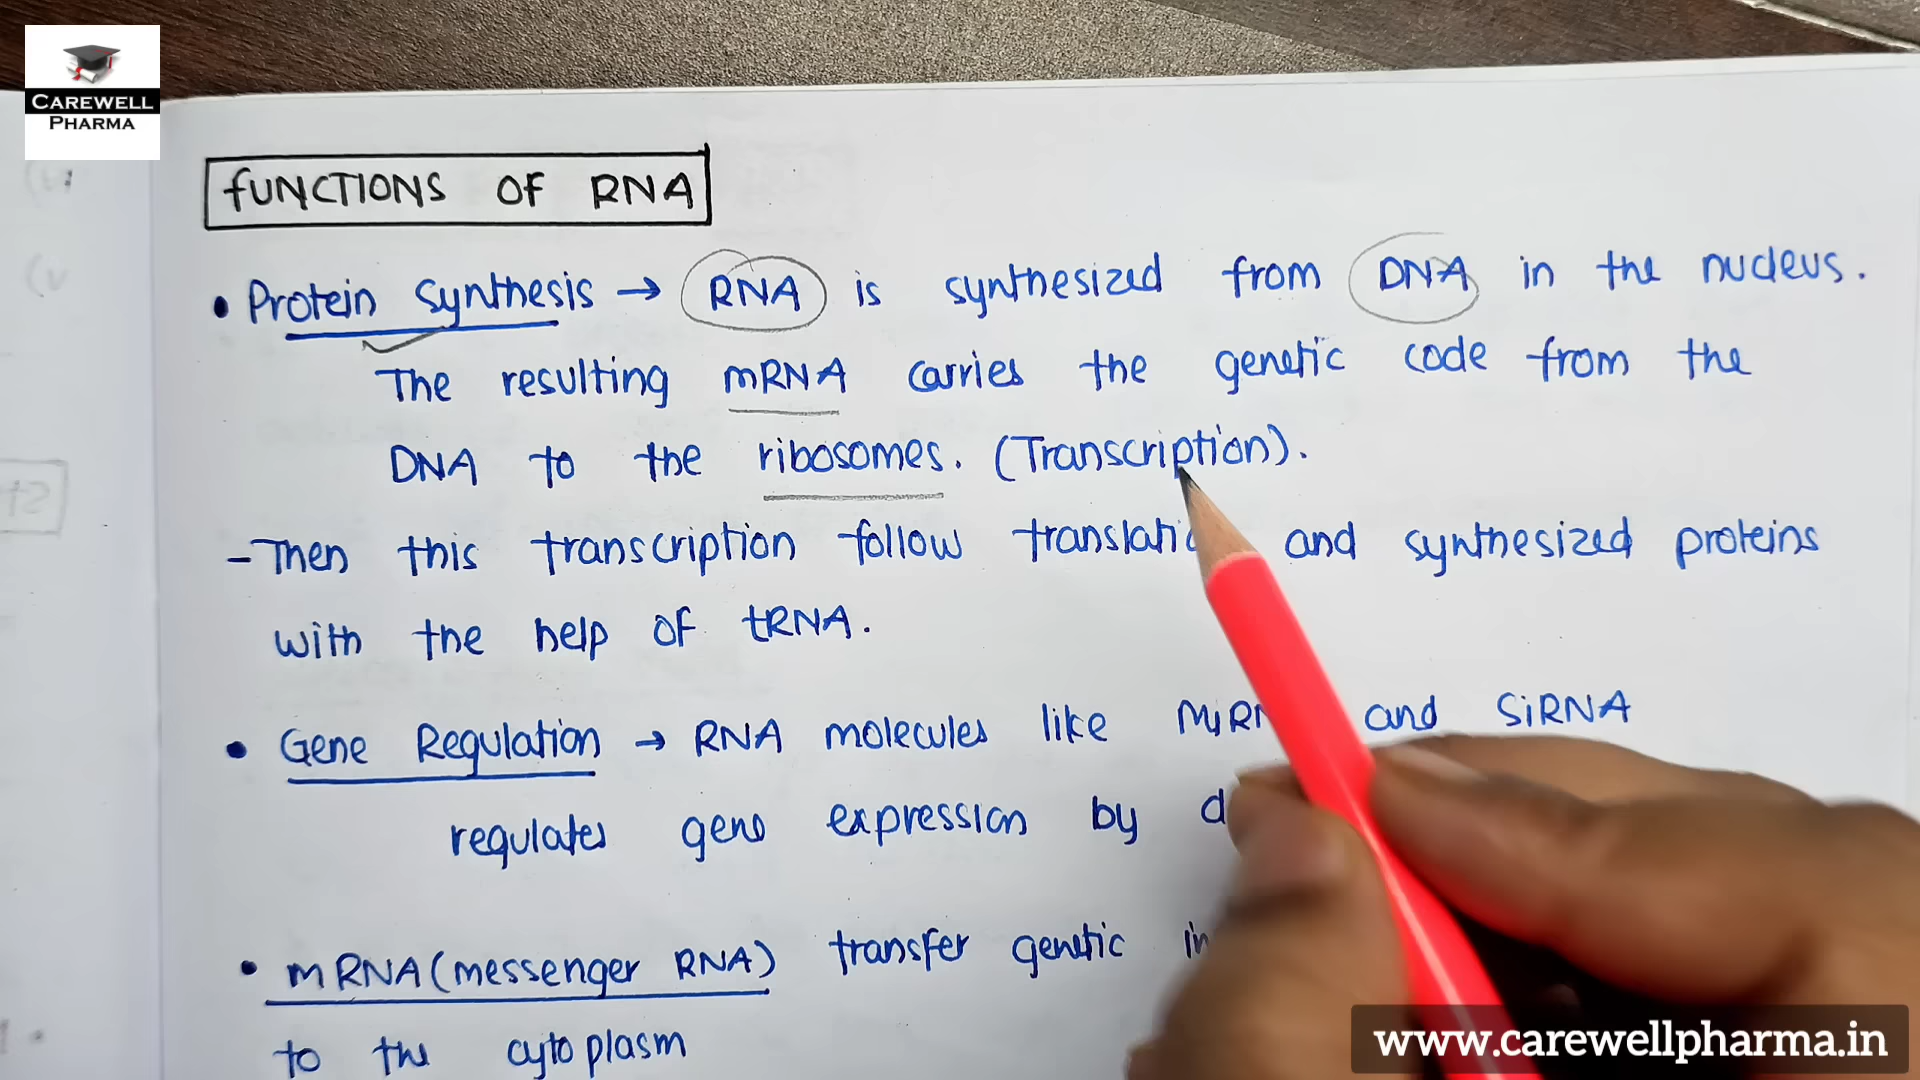 CAREWELL
PHARMA
FUNCTIONS OF RNA
• Protein synthesis → RNA is synthesized from DNA in the nucleus.
The resulting mRNA carries the genetic code from the
DNA to the ribosomes. (Transcription).
- Then this transcription follow and synthesized proteins
with the help of tRNA.
• Gene Regulation → RNA molecules like and SiRNA
regulates gene expression by
• mRNA (messenger RNA) transfer genetic
to the cytoplasm
www.carewellpharma.in